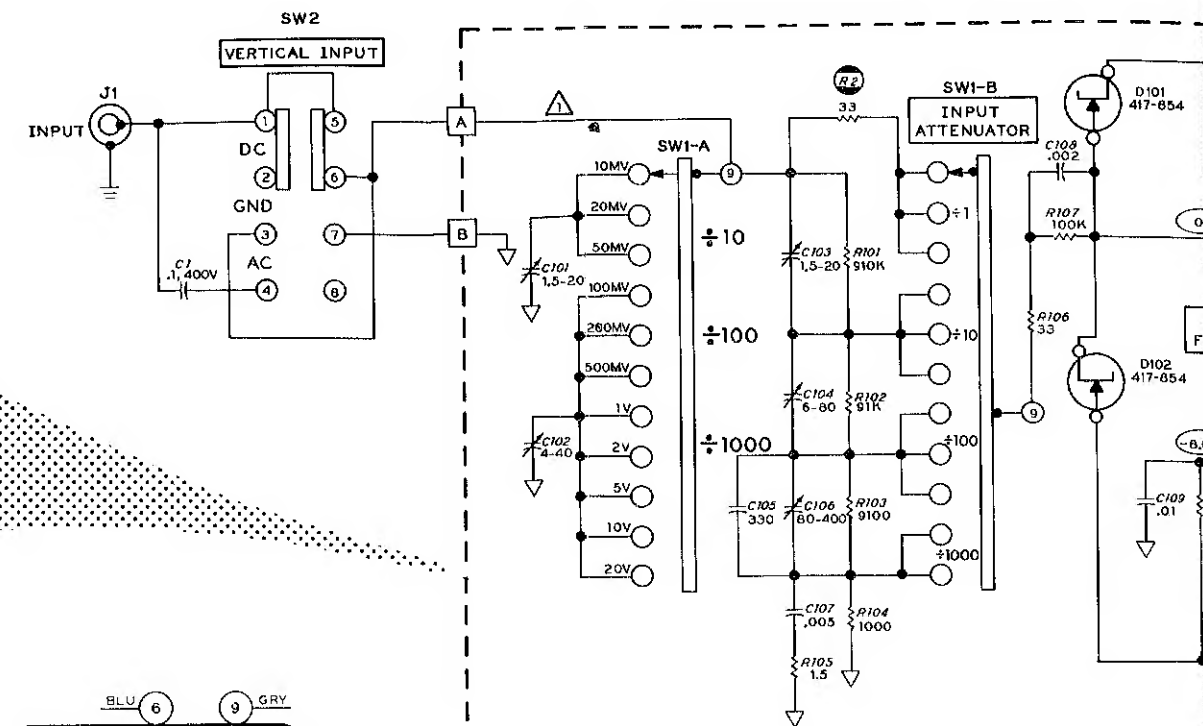 SW2
VERTICAL INPUT
J1
INPUT
1
5
DC
2
6
GND
3
7
AC
4
8
C1
.1, 400V
A
B
1
R2
33
SW1-A
9
10MV
20MV
50MV
÷10
100MV
200MV
500MV
÷100
1V
2V
÷1000
5V
10V
20V
C101
1.5-20
C102
4-40
C103
1.5-20
R101
910K
C104
6-80
R102
91K
C105
330
C106
80-400
R103
9100
C107
.005
R104
1000
R105
1.5
SW1-B
INPUT
ATTENUATOR
÷1
÷10
÷100
÷1000
9
D101
417-854
C108
.002
R107
100K
R106
33
D102
417-854
C109
.01
BLU
6
9
GRY